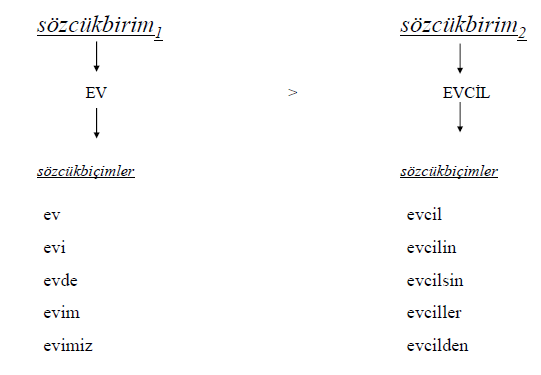 sözcükbirim1 sözcükbirim2
EV > EVCİL
sözcükbiçimler sözcükbiçimler
ev evcil
evi evcilin
evde evcilsin
evim evciller
evimiz evcilden